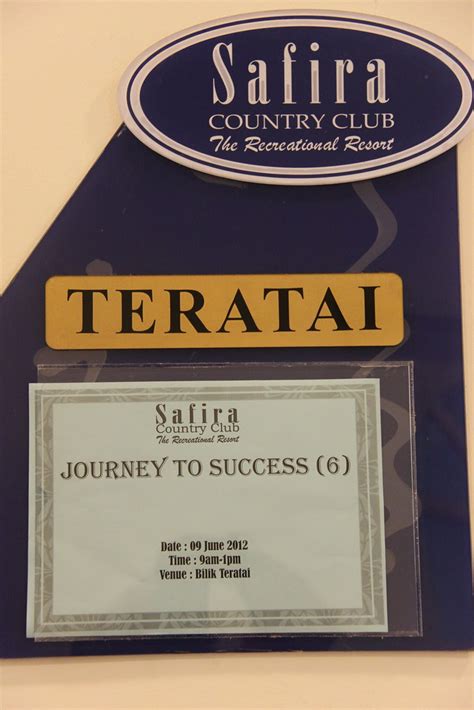 Safira
COUNTRY CLUB
The Recreational Resort
TERATAI
Safira
Country Club
The Recreational Resort
JOURNEY TO SUCCESS (6)
Date : 09 June 2012
Time : 9am-1pm
Venue : Bilik Teratai